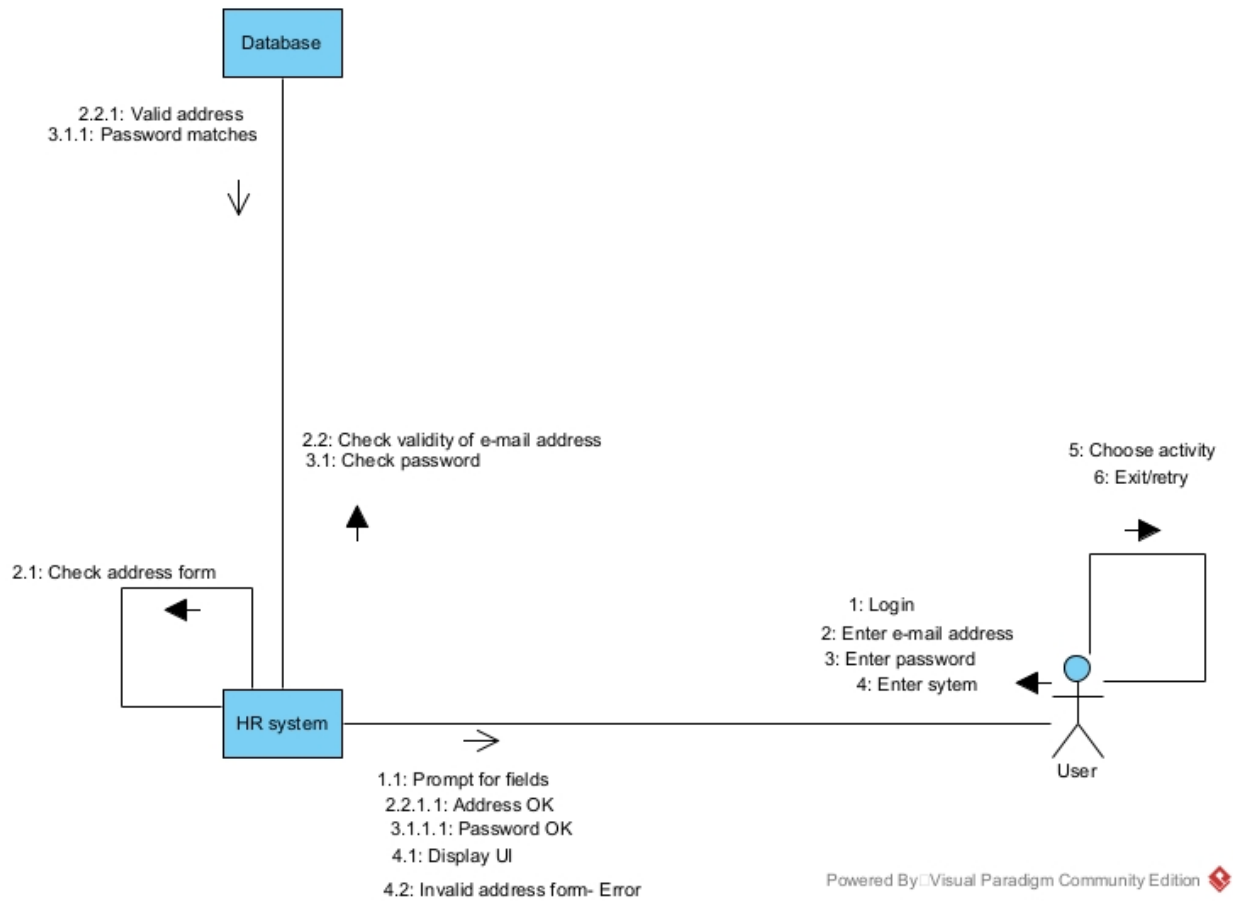 Database
2.2.1: Valid address
3.1.1: Password matches
2.2: Check validity of e-mail address
3.1: Check password
5: Choose activity
6: Exit/retry
2.1: Check address form
1: Login
2: Enter e-mail address
3: Enter password
4: Enter sytem
HR system
User
1.1: Prompt for fields
2.2.1.1: Address OK
3.1.1.1: Password OK
4.1: Display UI
4.2: Invalid address form- Error
Powered By□Visual Paradigm Community Edition